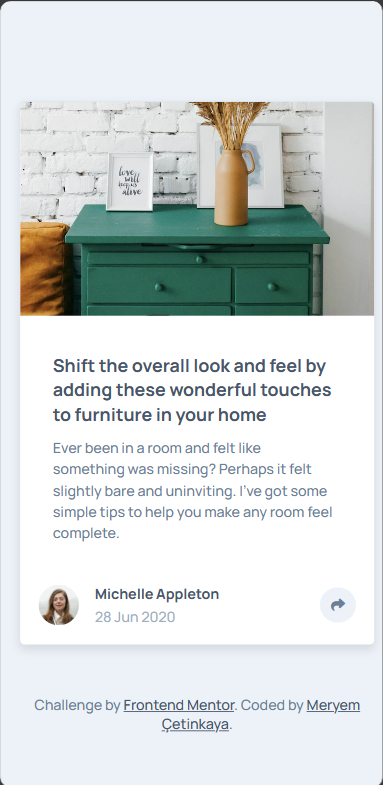 love
will
keep us
alive
Shift the overall look and feel by
adding these wonderful touches
to furniture in your home
Ever been in a room and felt like
something was missing? Perhaps it felt
slightly bare and uninviting. I've got some
simple tips to help you make any room feel
complete.
Michelle Appleton
28 Jun 2020
Challenge by Frontend Mentor. Coded by Meryem
Çetinkaya.